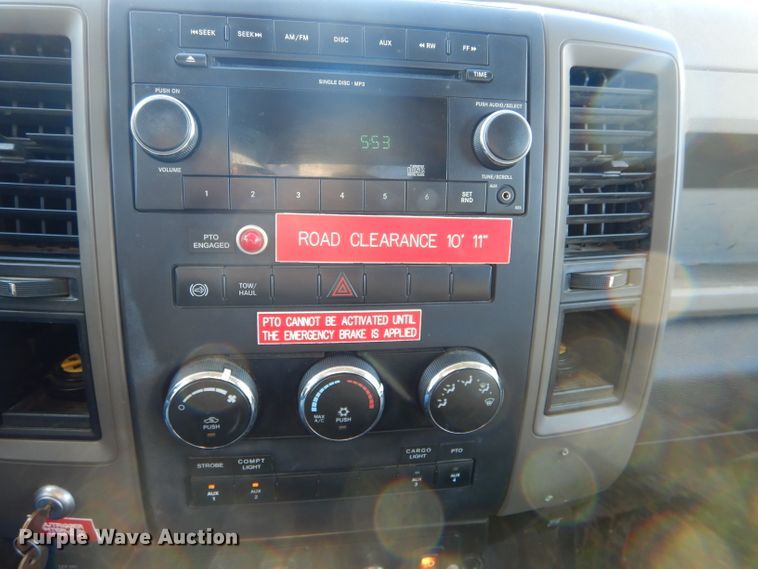 SEEK
SEEK
AM/FM
DISC
AUX
RW
FF
SINGLE DISC · MP3
TIME
PUSH ON
PUSH AUDIO/SELECT
553
VOLUME
TUNE/SCROLL
1 2 3 4 5 6 SET
RND
AUX
PTO
ENGAGED
ROAD CLEARANCE 10' 11"
TOW/
HAUL
PTO CANNOT BE ACTIVATED UNTIL
THE EMERGENCY BRAKE IS APPLIED
PUSH
MAX
A/C
PUSH
STROBE
COMPT
LIGHT
CARGO
LIGHT
PTO
AUX
1
AUX
2
AUX
3
AUX
4
Purple Wave Auction